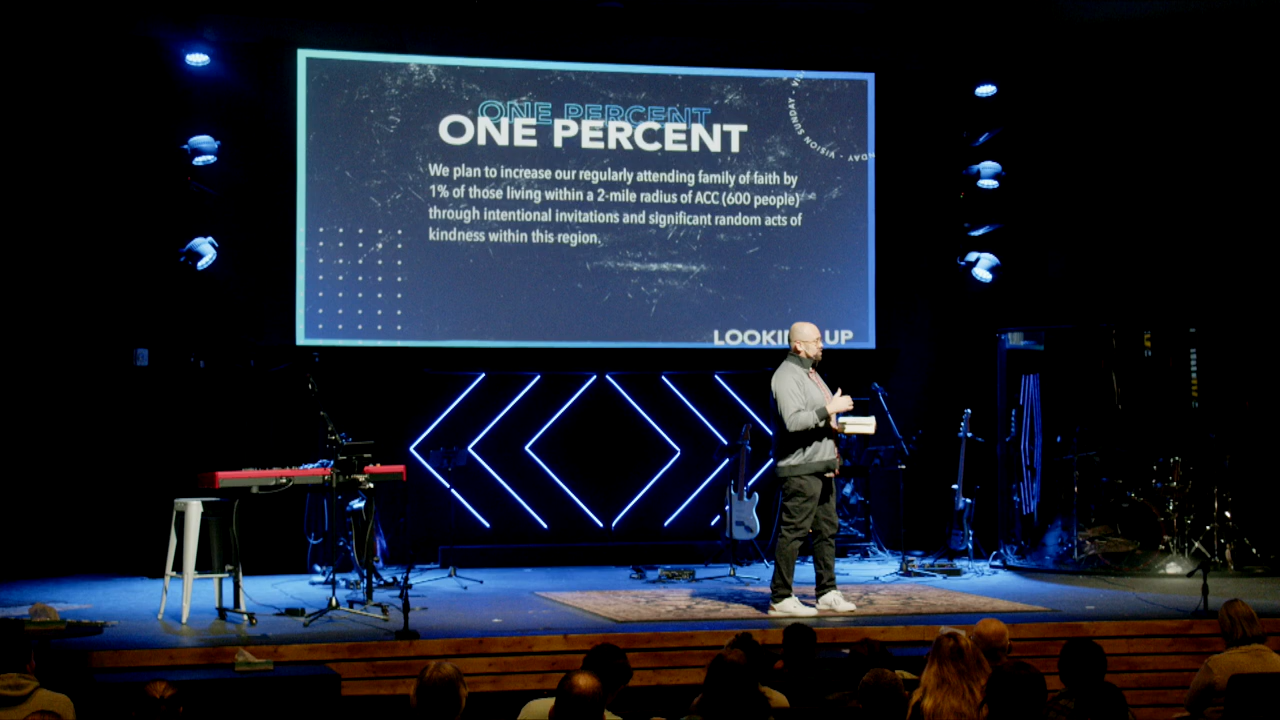 VISION SUNDAY · VISION SUNDAY
ONE PERCENT
ONE PERCENT
We plan to increase our regularly attending family of faith by
1% of those living within a 2-mile radius of ACC (600 people)
through intentional invitations and significant random acts of
kindness within this region.
UP